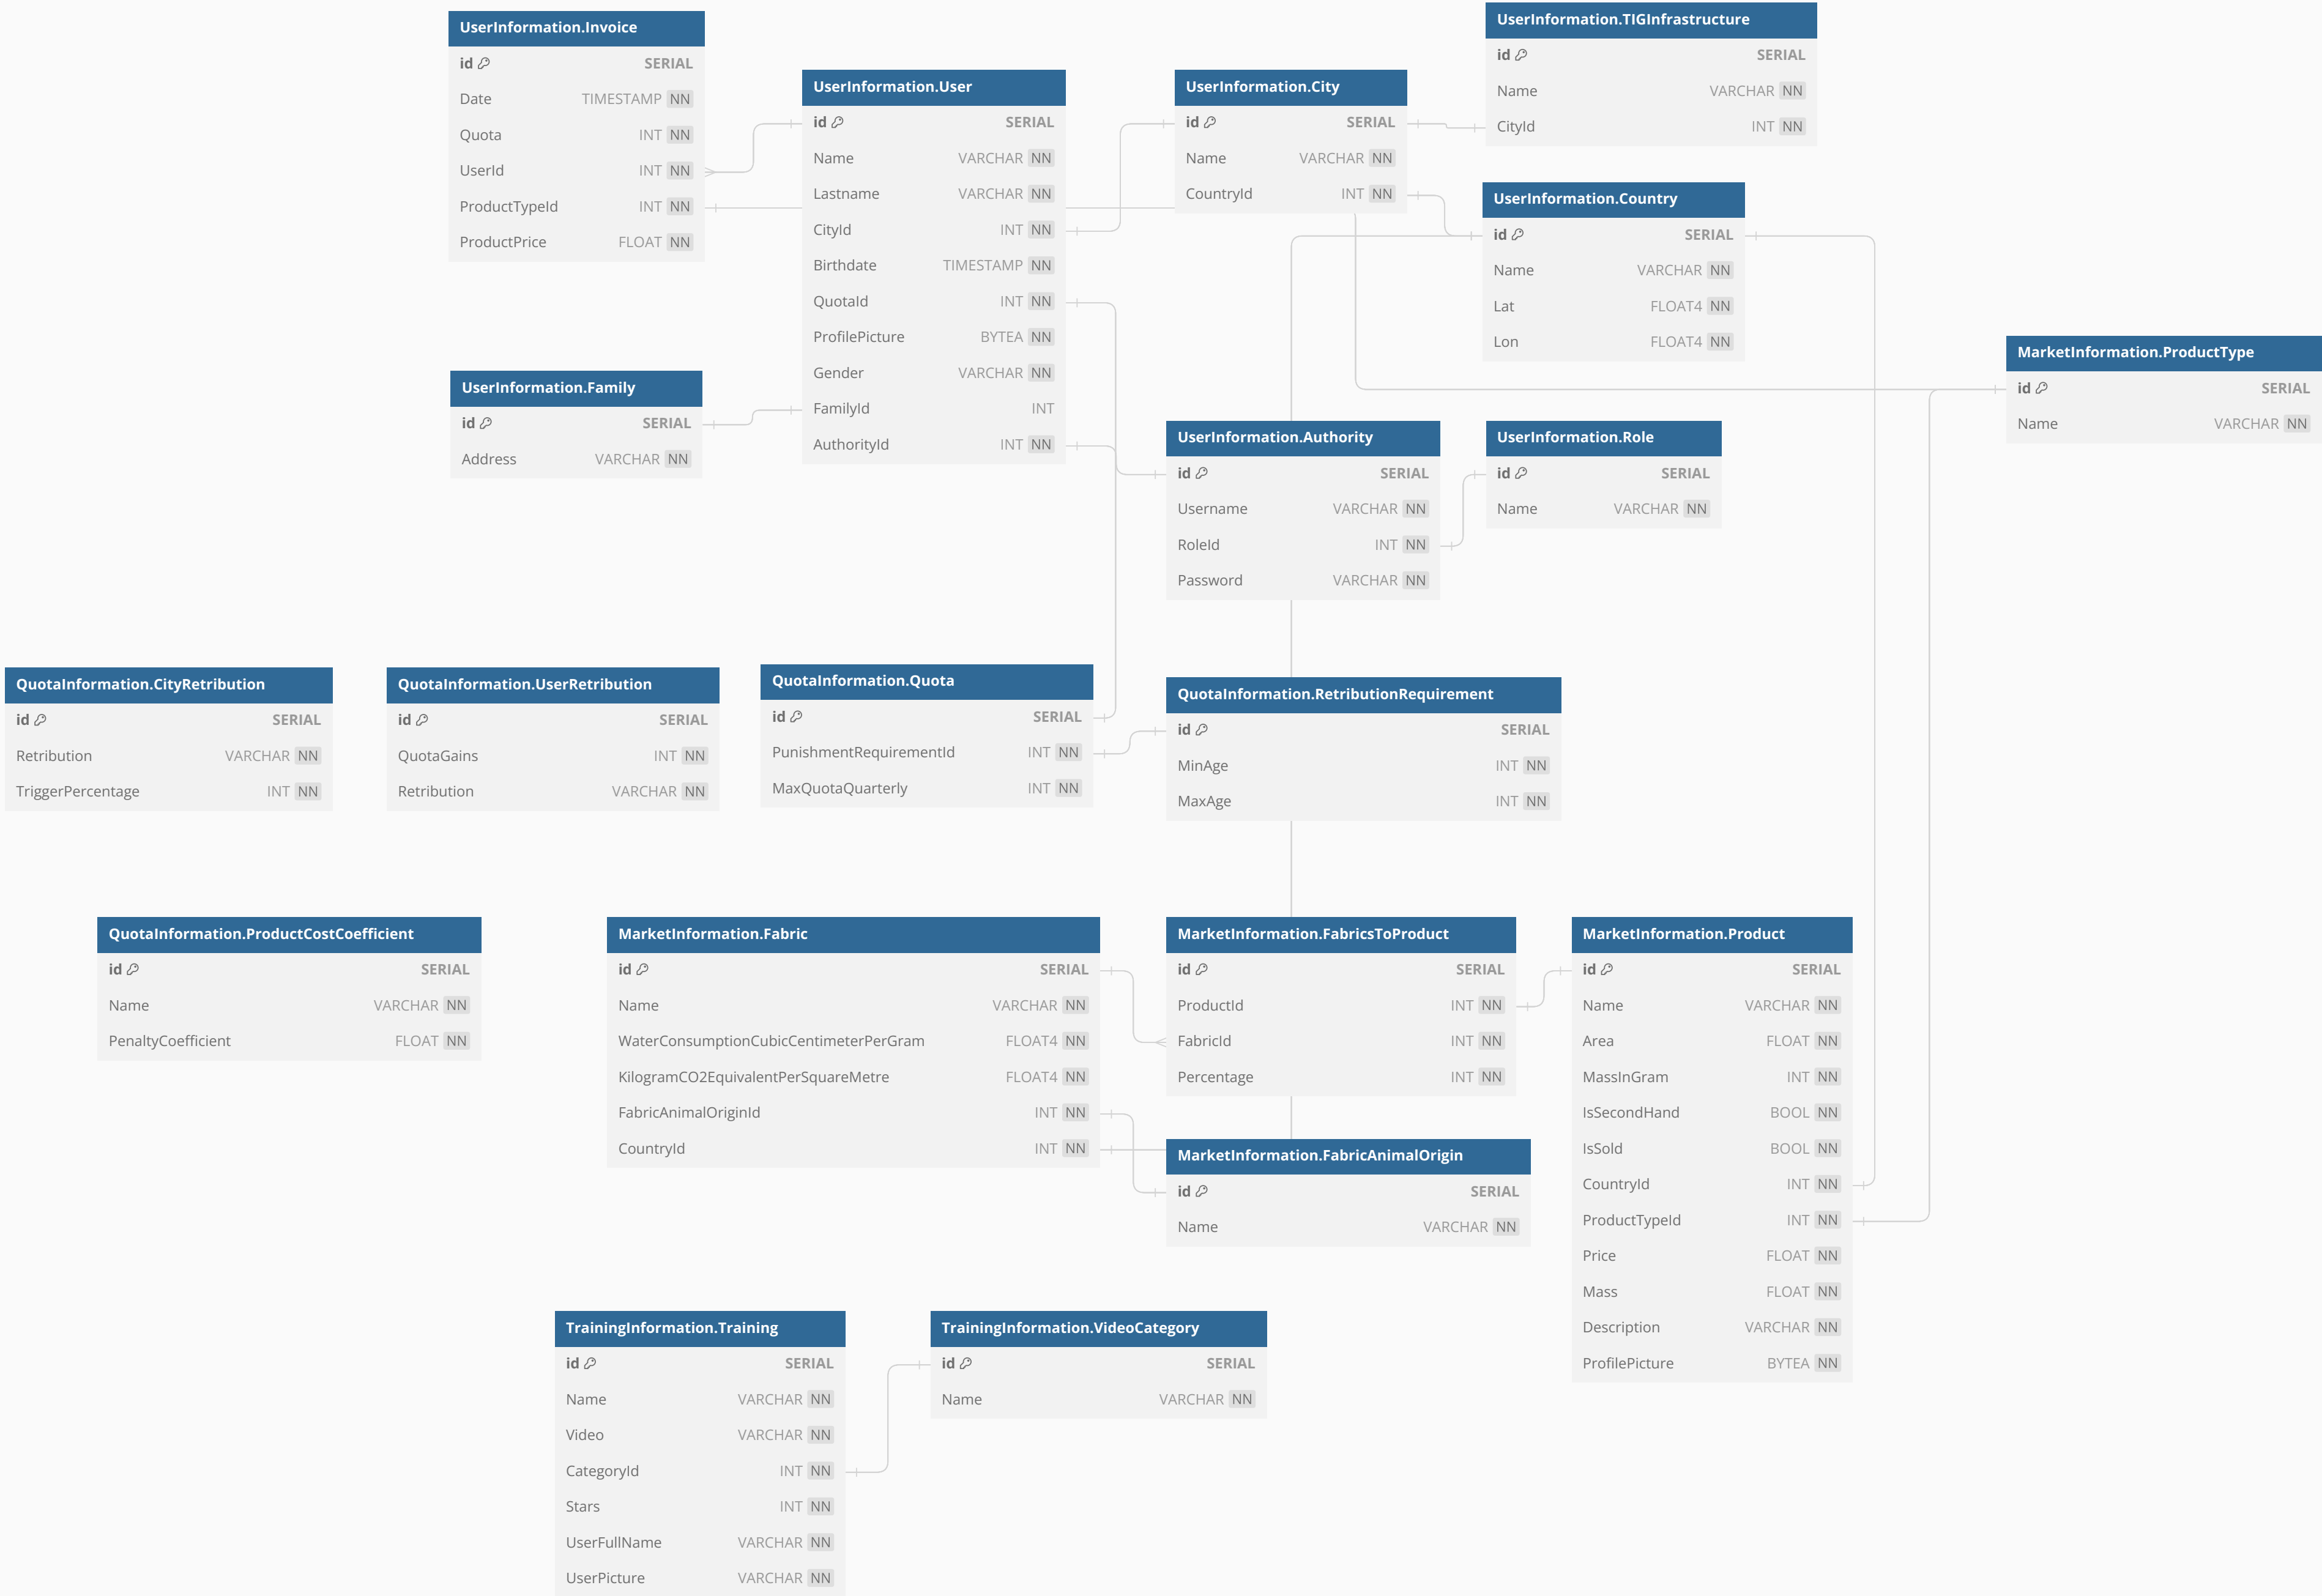 UserInformation.Invoice
id SERIAL
Date TIMESTAMP NN
Quota INT NN
UserId INT NN
ProductTypeId INT NN
ProductPrice FLOAT NN
UserInformation.User
id SERIAL
Name VARCHAR NN
Lastname VARCHAR NN
CityId INT NN
Birthdate TIMESTAMP NN
QuotaId INT NN
ProfilePicture BYTEA NN
Gender VARCHAR NN
FamilyId INT
AuthorityId INT NN
UserInformation.City
id SERIAL
Name VARCHAR NN
CountryId INT NN
UserInformation.TIGInfrastructure
id SERIAL
Name VARCHAR NN
CityId INT NN
UserInformation.Country
id SERIAL
Name VARCHAR NN
Lat FLOAT4 NN
Lon FLOAT4 NN
MarketInformation.ProductType
id SERIAL
Name VARCHAR NN
UserInformation.Family
id SERIAL
Address VARCHAR NN
UserInformation.Authority
id SERIAL
Username VARCHAR NN
RoleId INT NN
Password VARCHAR NN
UserInformation.Role
id SERIAL
Name VARCHAR NN
QuotaInformation.CityRetribution
id SERIAL
Retribution VARCHAR NN
TriggerPercentage INT NN
QuotaInformation.UserRetribution
id SERIAL
QuotaGains INT NN
Retribution VARCHAR NN
QuotaInformation.Quota
id SERIAL
PunishmentRequirementId INT NN
MaxQuotaQuarterly INT NN
QuotaInformation.RetributionRequirement
id SERIAL
MinAge INT NN
MaxAge INT NN
QuotaInformation.ProductCostCoefficient
id SERIAL
Name VARCHAR NN
PenaltyCoefficient FLOAT NN
MarketInformation.Fabric
id SERIAL
Name VARCHAR NN
WaterConsumptionCubicCentimeterPerGram FLOAT4 NN
KilogramCO2EquivalentPerSquareMetre FLOAT4 NN
FabricAnimalOriginId INT NN
CountryId INT NN
MarketInformation.FabricsToProduct
id SERIAL
ProductId INT NN
FabricId INT NN
Percentage INT NN
MarketInformation.FabricAnimalOrigin
id SERIAL
Name VARCHAR NN
MarketInformation.Product
id SERIAL
Name VARCHAR NN
Area FLOAT NN
MassInGram INT NN
IsSecondHand BOOL NN
IsSold BOOL NN
CountryId INT NN
ProductTypeId INT NN
Price FLOAT NN
Mass FLOAT NN
Description VARCHAR NN
ProfilePicture BYTEA NN
TrainingInformation.Training
id SERIAL
Name VARCHAR NN
Video VARCHAR NN
CategoryId INT NN
Stars INT NN
UserFullName VARCHAR NN
UserPicture VARCHAR NN
TrainingInformation.VideoCategory
id SERIAL
Name VARCHAR NN